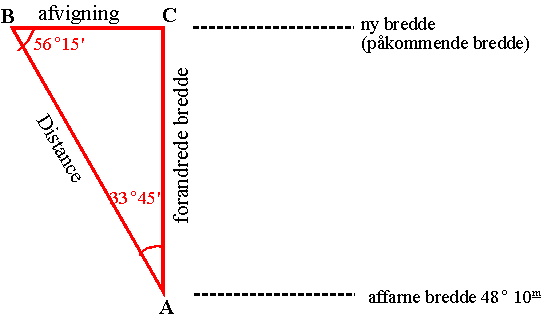 B afvigning C
56°15'
ny bredde
(påkommende bredde)
Distance
forandrede bredde
33°45'
affarne bredde 48° 10m
A